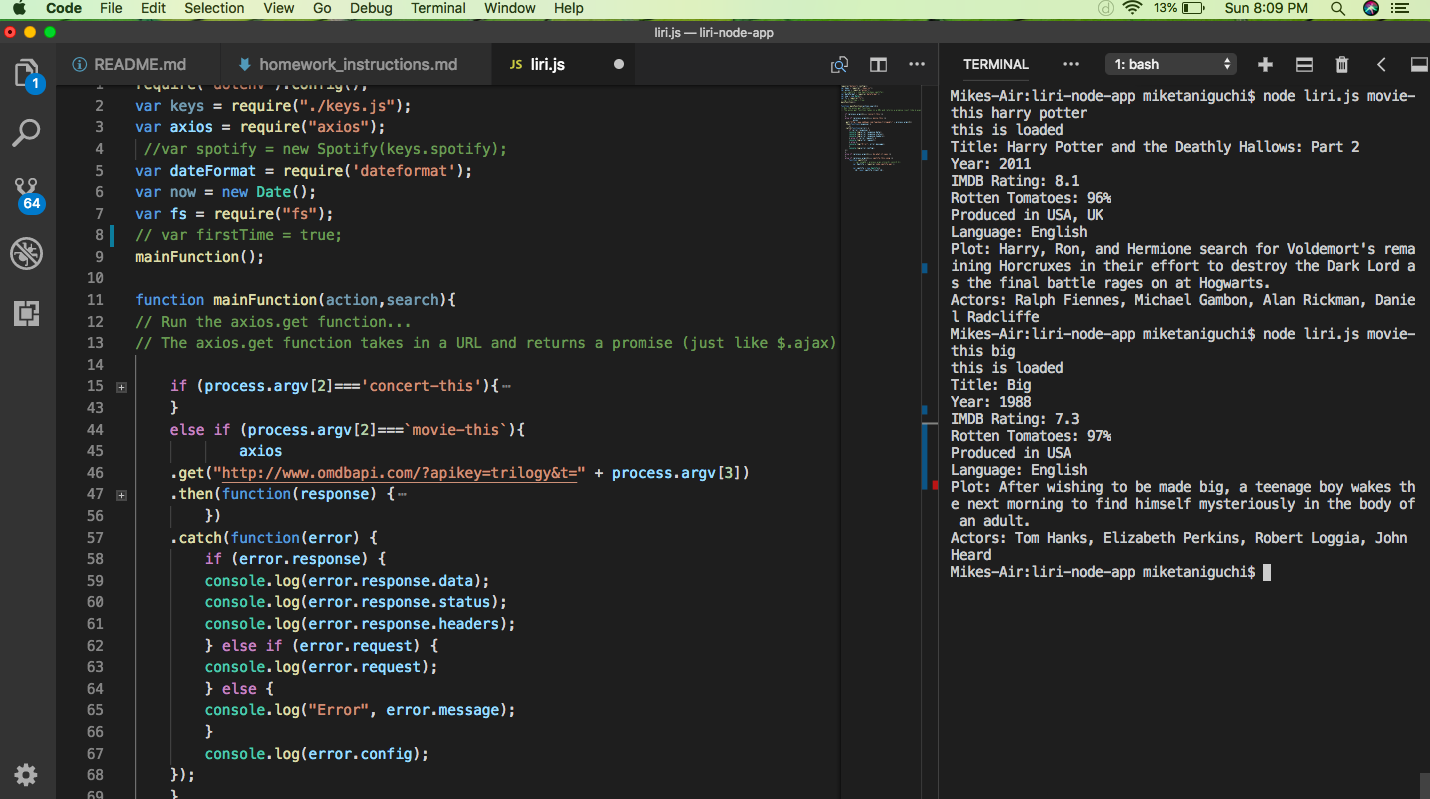 Code File Edit Selection View Go Debug Terminal Window Help 13% Sun 8:09 PM
liri.js — liri-node-app
README.md homework_instructions.md JS liri.js
TERMINAL 1: bash
1
64
1 require("dotenv").config();
2 var keys = require("./keys.js");
3 var axios = require("axios");
4 //var spotify = new Spotify(keys.spotify);
5 var dateFormat = require('dateformat');
6 var now = new Date();
7 var fs = require("fs");
8 // var firstTime = true;
9 mainFunction();
10
11 function mainFunction(action,search){
12 // Run the axios.get function...
13 // The axios.get function takes in a URL and returns a promise (just like $.ajax)
14
15 if (process.argv[2]==='concert-this'){⋯
43 }
44 else if (process.argv[2]===`movie-this`){
45 axios
46 .get("http://www.omdbapi.com/?apikey=trilogy&t=" + process.argv[3])
47 .then(function(response) {⋯
56 })
57 .catch(function(error) {
58 if (error.response) {
59 console.log(error.response.data);
60 console.log(error.response.status);
61 console.log(error.response.headers);
62 } else if (error.request) {
63 console.log(error.request);
64 } else {
65 console.log("Error", error.message);
66 }
67 console.log(error.config);
68 });
69 }
Mikes-Air:liri-node-app miketaniguchi$ node liri.js movie-
this harry potter
this is loaded
Title: Harry Potter and the Deathly Hallows: Part 2
Year: 2011
IMDB Rating: 8.1
Rotten Tomatoes: 96%
Produced in USA, UK
Language: English
Plot: Harry, Ron, and Hermione search for Voldemort's rema
ining Horcruxes in their effort to destroy the Dark Lord a
s the final battle rages on at Hogwarts.
Actors: Ralph Fiennes, Michael Gambon, Alan Rickman, Danie
l Radcliffe
Mikes-Air:liri-node-app miketaniguchi$ node liri.js movie-
this big
this is loaded
Title: Big
Year: 1988
IMDB Rating: 7.3
Rotten Tomatoes: 97%
Produced in USA
Language: English
Plot: After wishing to be made big, a teenage boy wakes th
e next morning to find himself mysteriously in the body of
an adult.
Actors: Tom Hanks, Elizabeth Perkins, Robert Loggia, John
Heard
Mikes-Air:liri-node-app miketaniguchi$